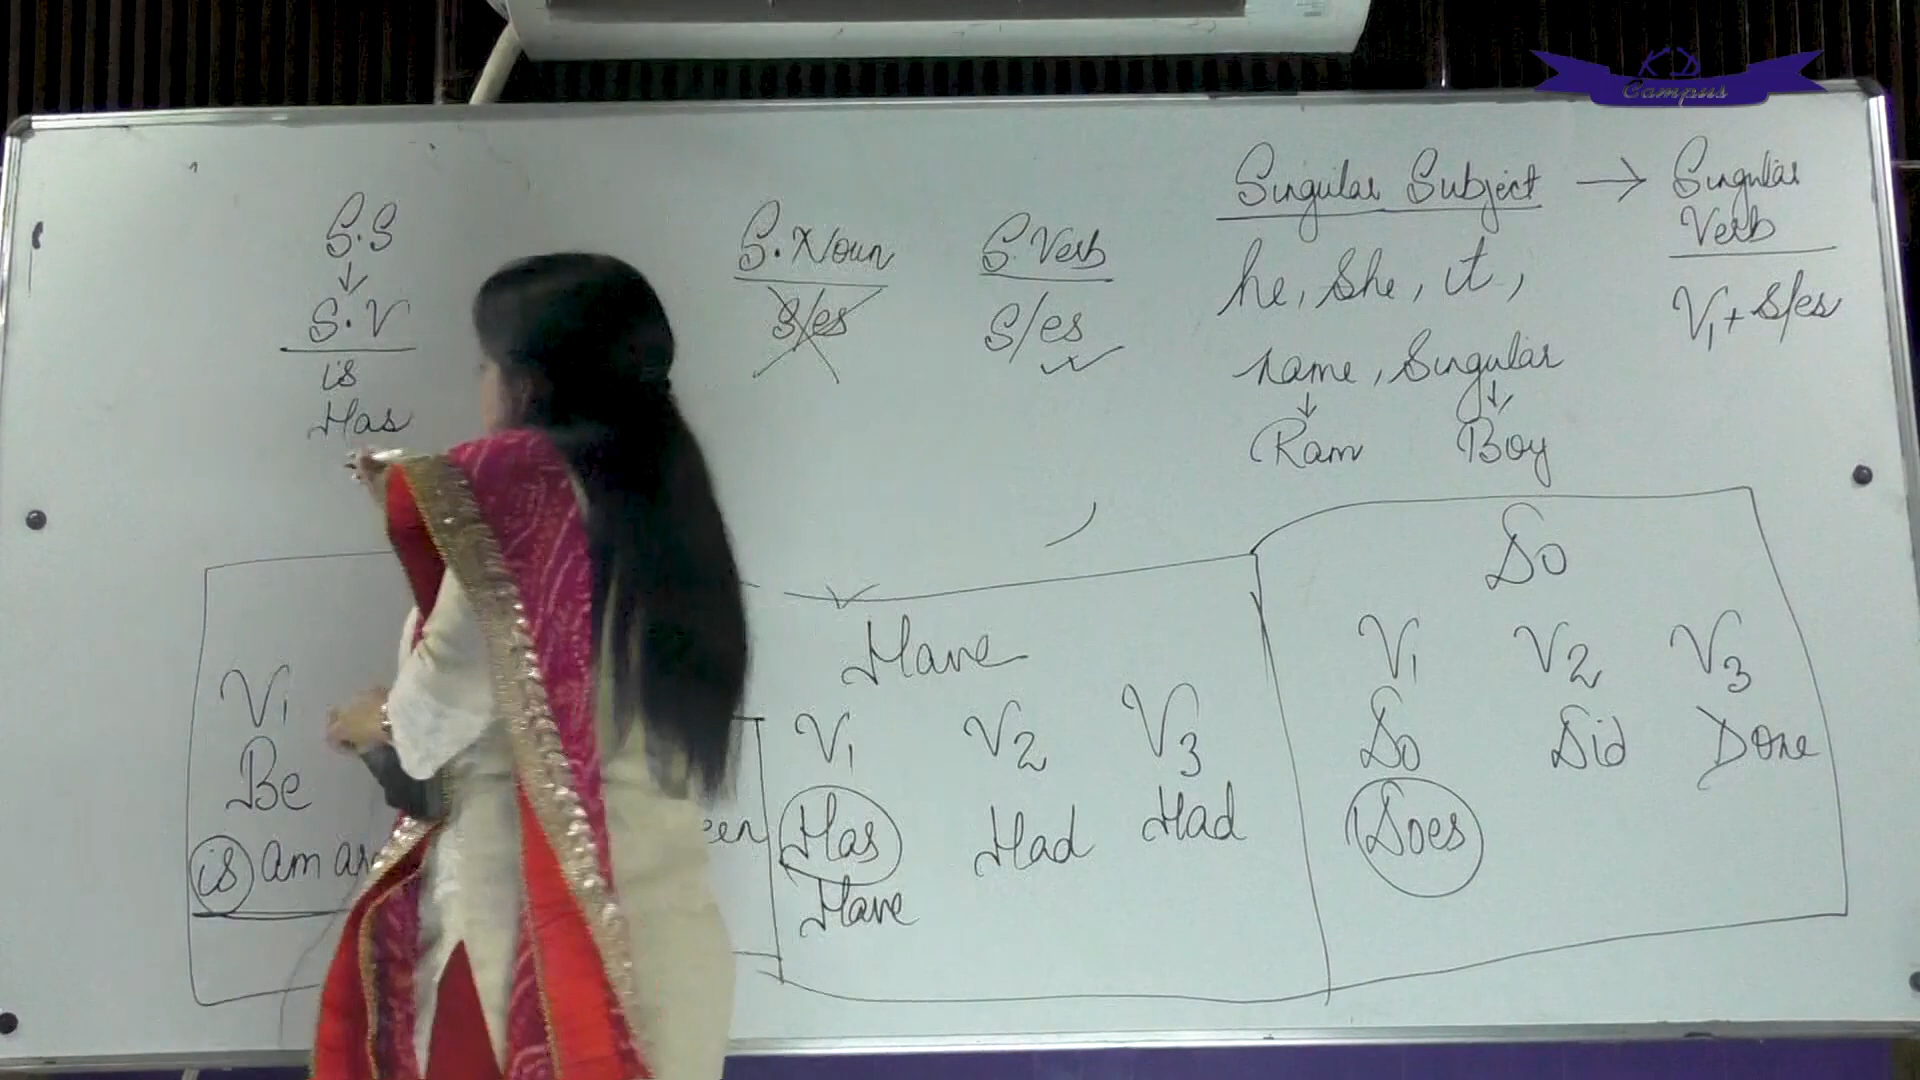 KD
Campus
S.S
↓
S.V
is
Has
S.Noun
S/es
S.Verb
S/es
Singular Subject → Singular Verb
he, She, it,
name, Singular
↓ ↓
Ram Boy
V1 + S/es
V1
Be
is am
Have
V1 V2 V3
Has Had Had
Have
Do
V1 V2 V3
Do Did Done
Does